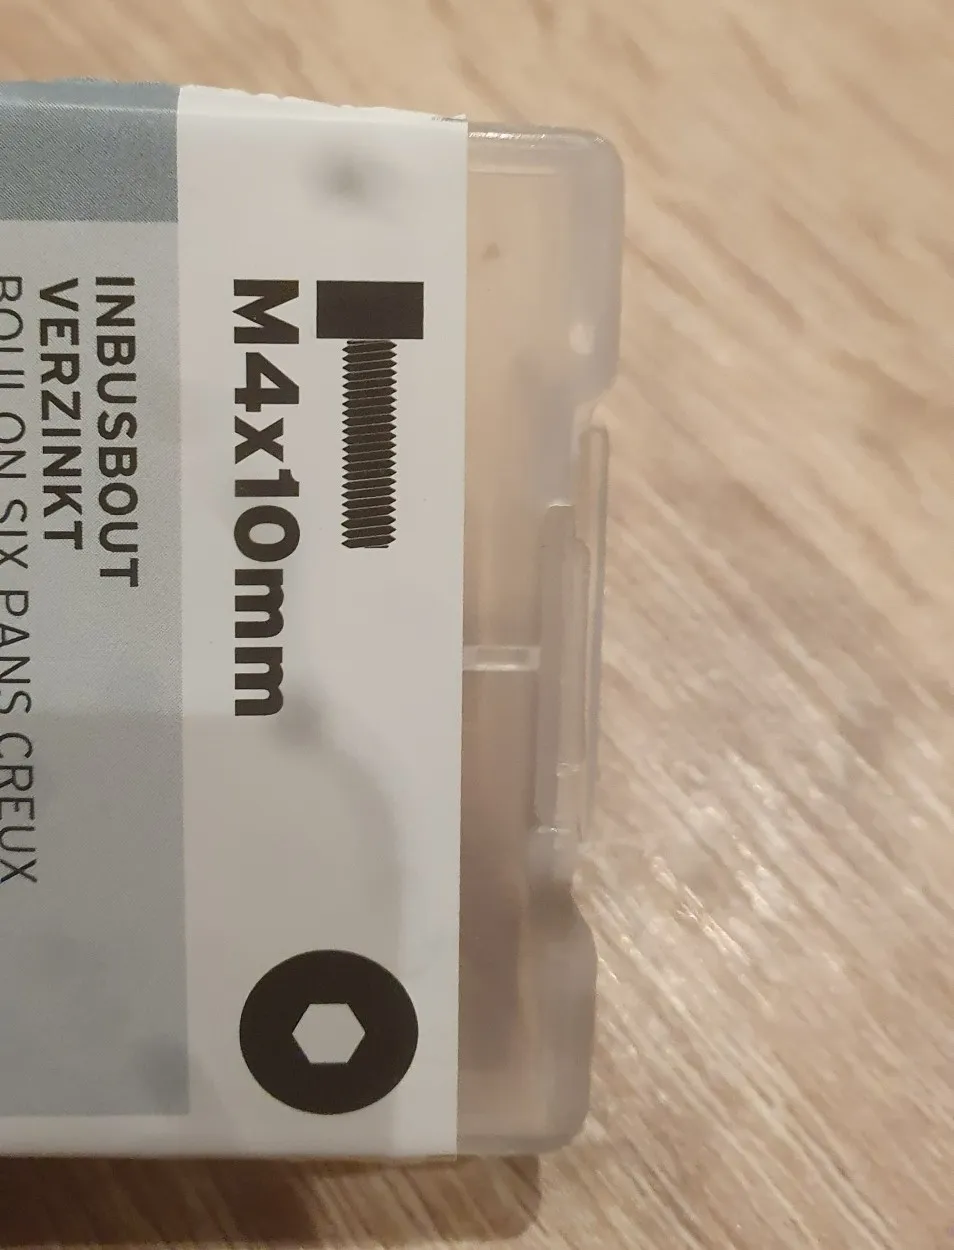 M4x10mm
INBUSBOUT
VERZINKT
BOULON SIX PANS CREUX